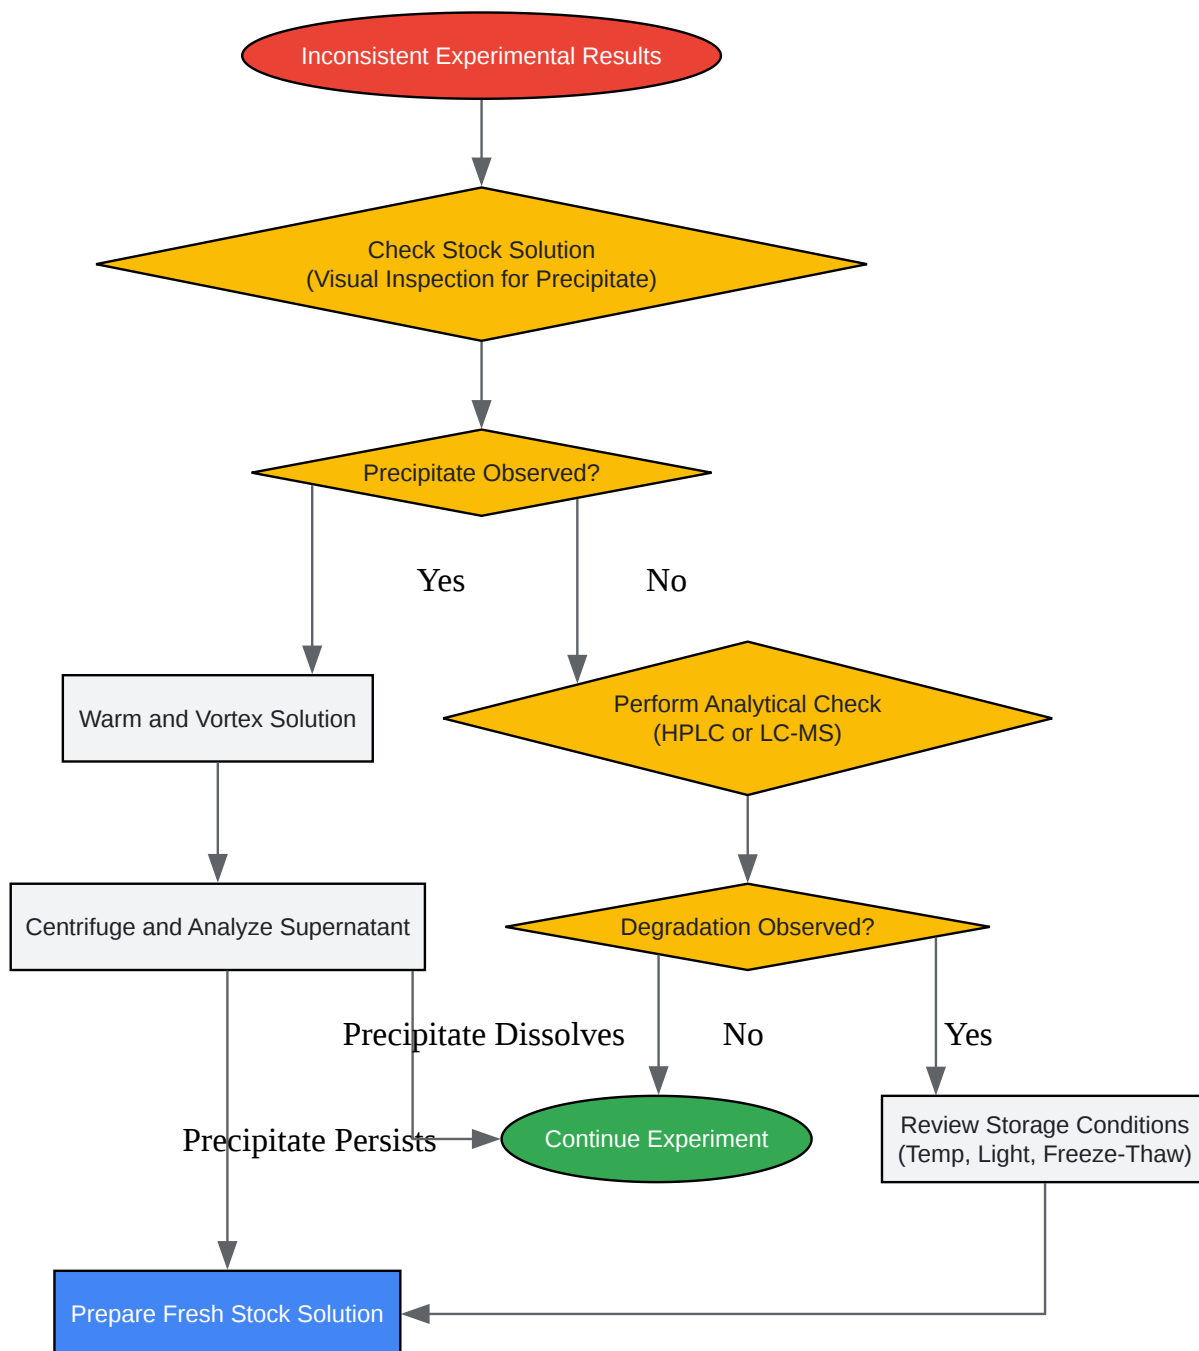 Inconsistent Experimental Results
Check Stock Solution
(Visual Inspection for Precipitate)
Precipitate Observed?
Yes
No
Warm and Vortex Solution
Perform Analytical Check
(HPLC or LC-MS)
Centrifuge and Analyze Supernatant
Degradation Observed?
Precipitate Dissolves
No
Yes
Precipitate Persists
Continue Experiment
Review Storage Conditions
(Temp, Light, Freeze-Thaw)
Prepare Fresh Stock Solution